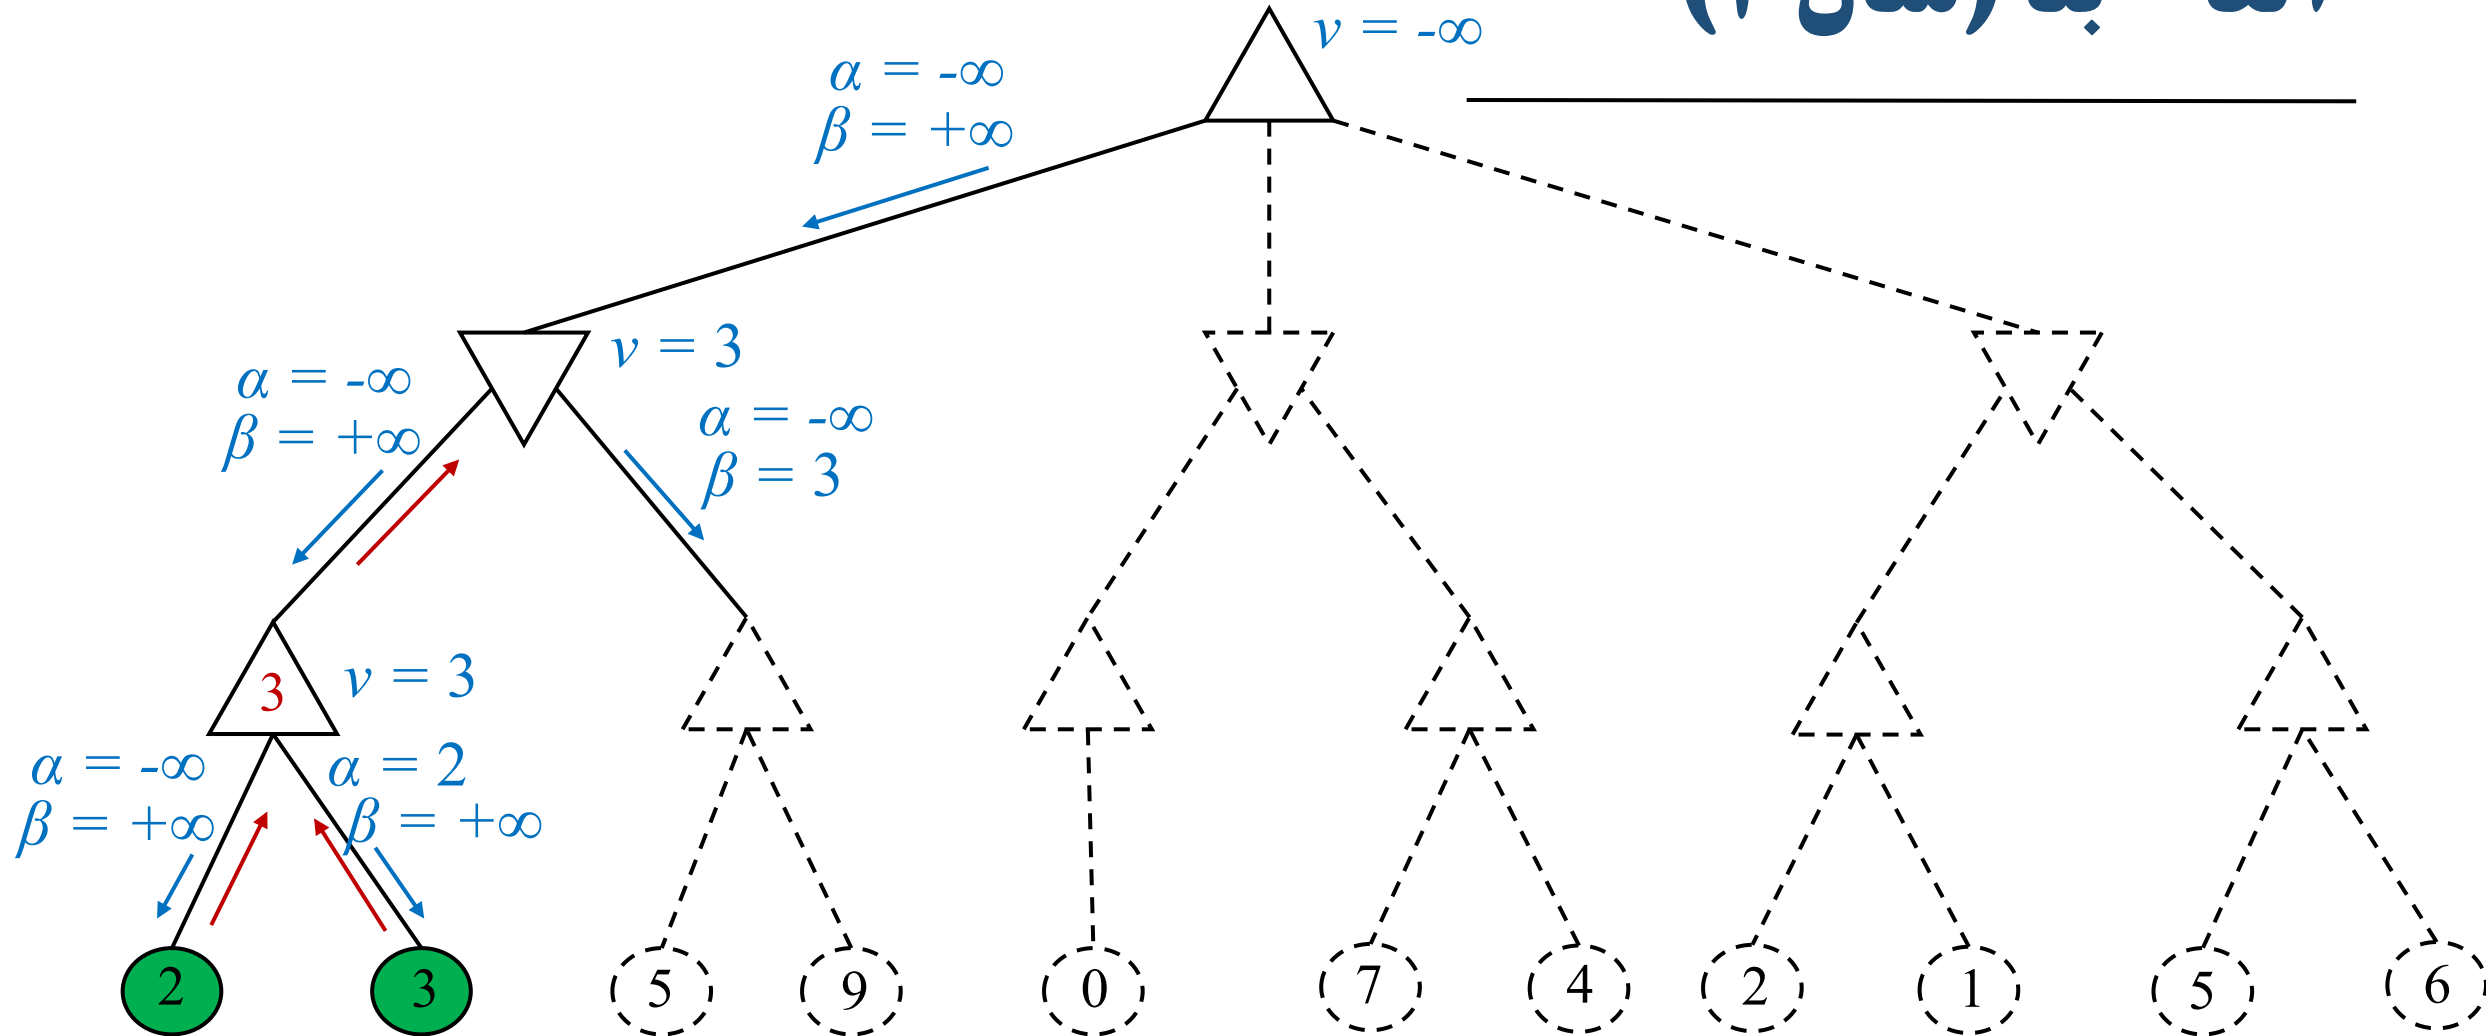 v = -∞
α = -∞
β = +∞
v = 3
α = -∞
β = +∞
α = -∞
β = 3
3
v = 3
α = -∞
β = +∞
α = 2
β = +∞
2 3 5 9 0 7 4 2 1 5 6